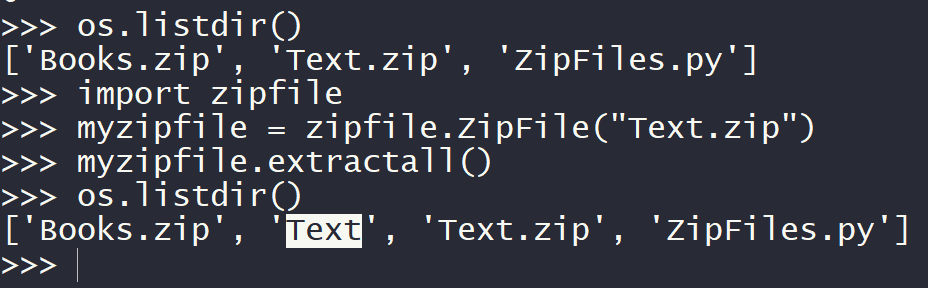 >>> os.listdir()
['Books.zip', 'Text.zip', 'ZipFiles.py']
>>> import zipfile
>>> myzipfile = zipfile.ZipFile("Text.zip")
>>> myzipfile.extractall()
>>> os.listdir()
['Books.zip', 'Text', 'Text.zip', 'ZipFiles.py']
>>>